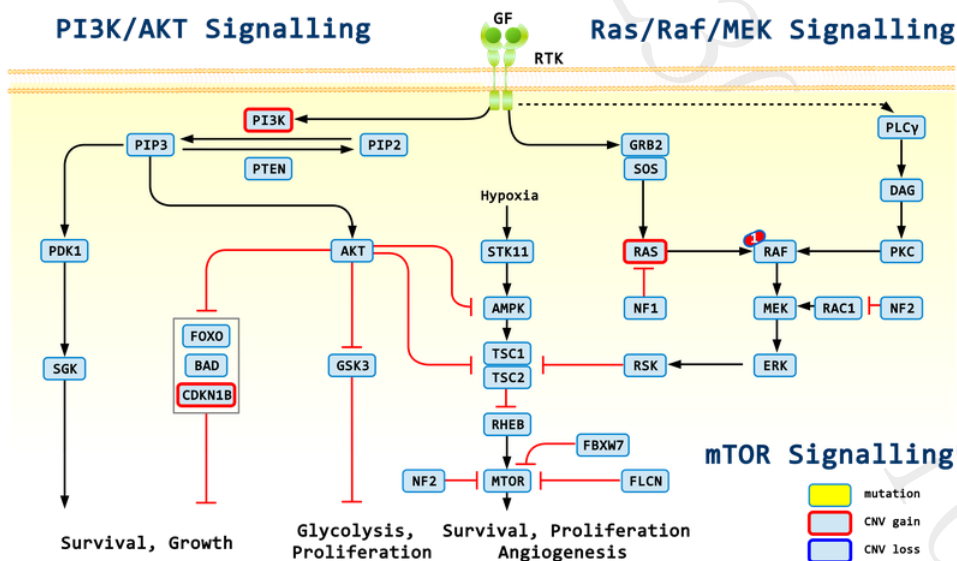 PI3K/AKT Signalling
GF
Ras/Raf/MEK Signalling
RTK
PI3K
PLCγ
PIP3
PIP2
GRB2
PTEN
SOS
DAG
Hypoxia
PDK1
AKT
STK11
RAS
1
RAF
PKC
AMPK
NF1
MEK
RAC1
NF2
FOXO
BAD
CDKN1B
SGK
GSK3
TSC1
TSC2
RSK
ERK
RHEB
FBXW7
mTOR Signalling
NF2
MTOR
FLCN
mutation
CNV gain
CNV loss
Survival, Growth
Glycolysis,
Proliferation
Survival, Proliferation
Angiogenesis